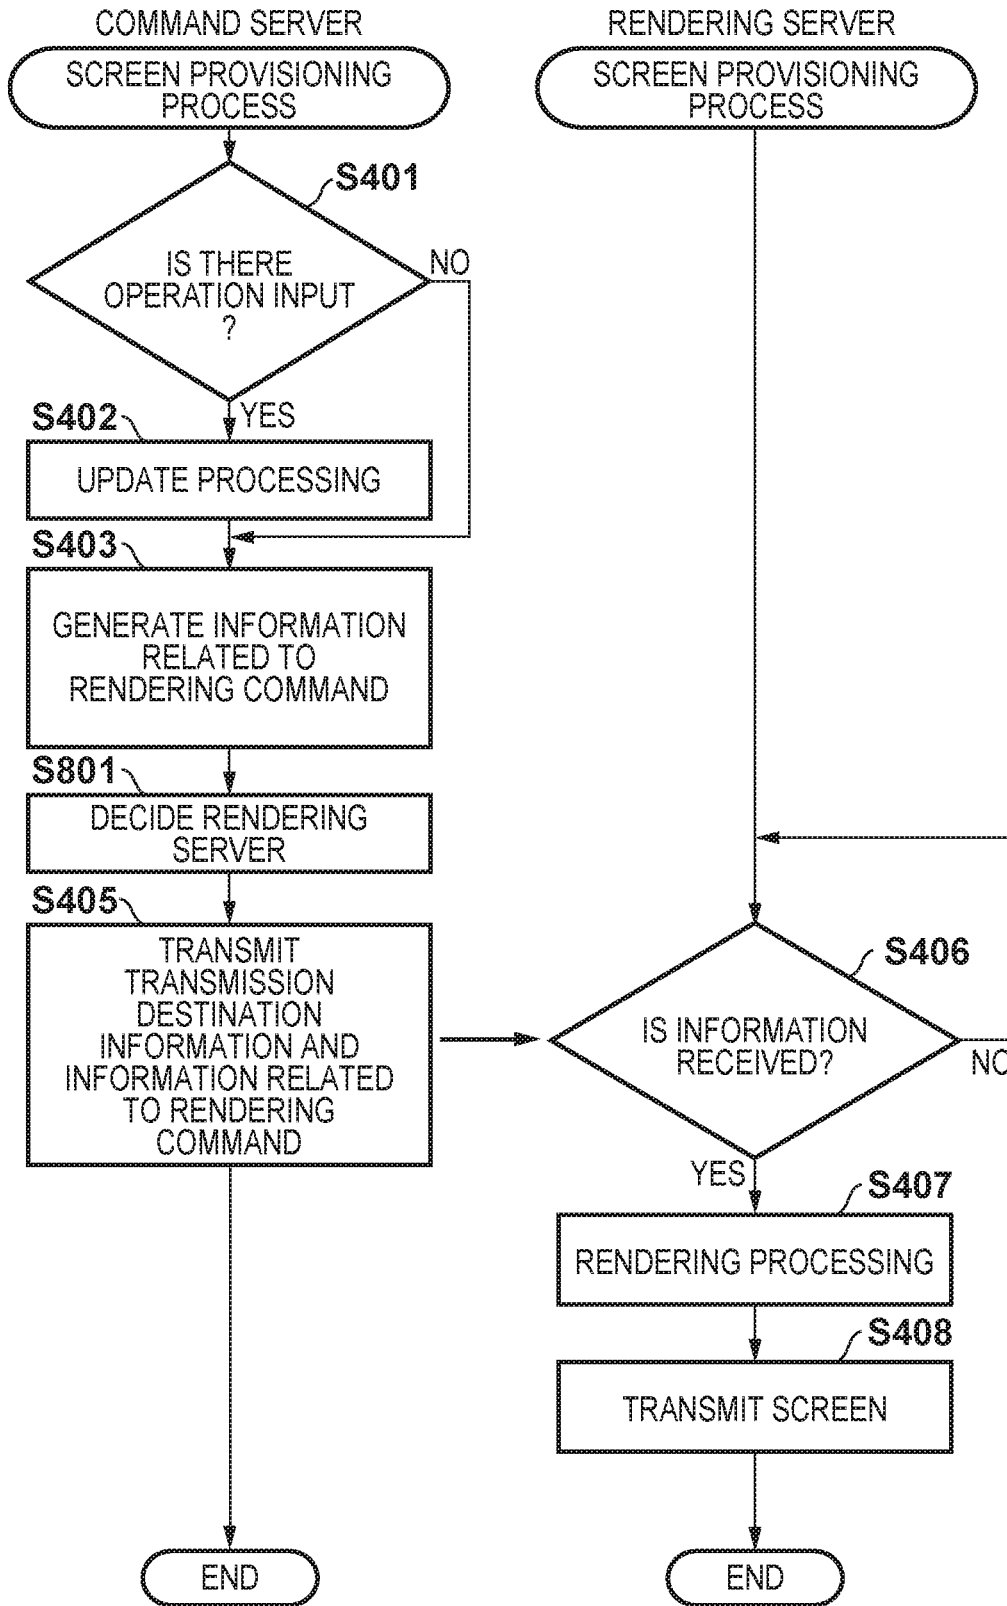 COMMAND SERVER
SCREEN PROVISIONING
PROCESS
S401
IS THERE
OPERATION INPUT
?
NO
YES
S402
UPDATE PROCESSING
S403
GENERATE INFORMATION
RELATED TO
RENDERING COMMAND
S801
DECIDE RENDERING
SERVER
S405
TRANSMIT
TRANSMISSION
DESTINATION
INFORMATION AND
INFORMATION RELATED
TO RENDERING
COMMAND
END
RENDERING SERVER
SCREEN PROVISIONING
PROCESS
S406
IS INFORMATION
RECEIVED?
NO
YES
S407
RENDERING PROCESSING
S408
TRANSMIT SCREEN
END